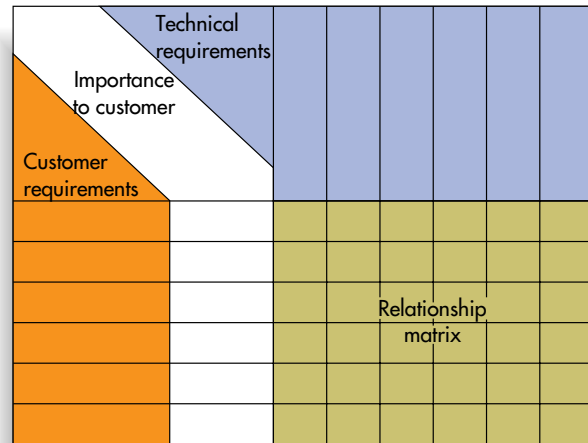 Technical
requirements
Importance
to customer
Customer
requirements
Relationship
matrix